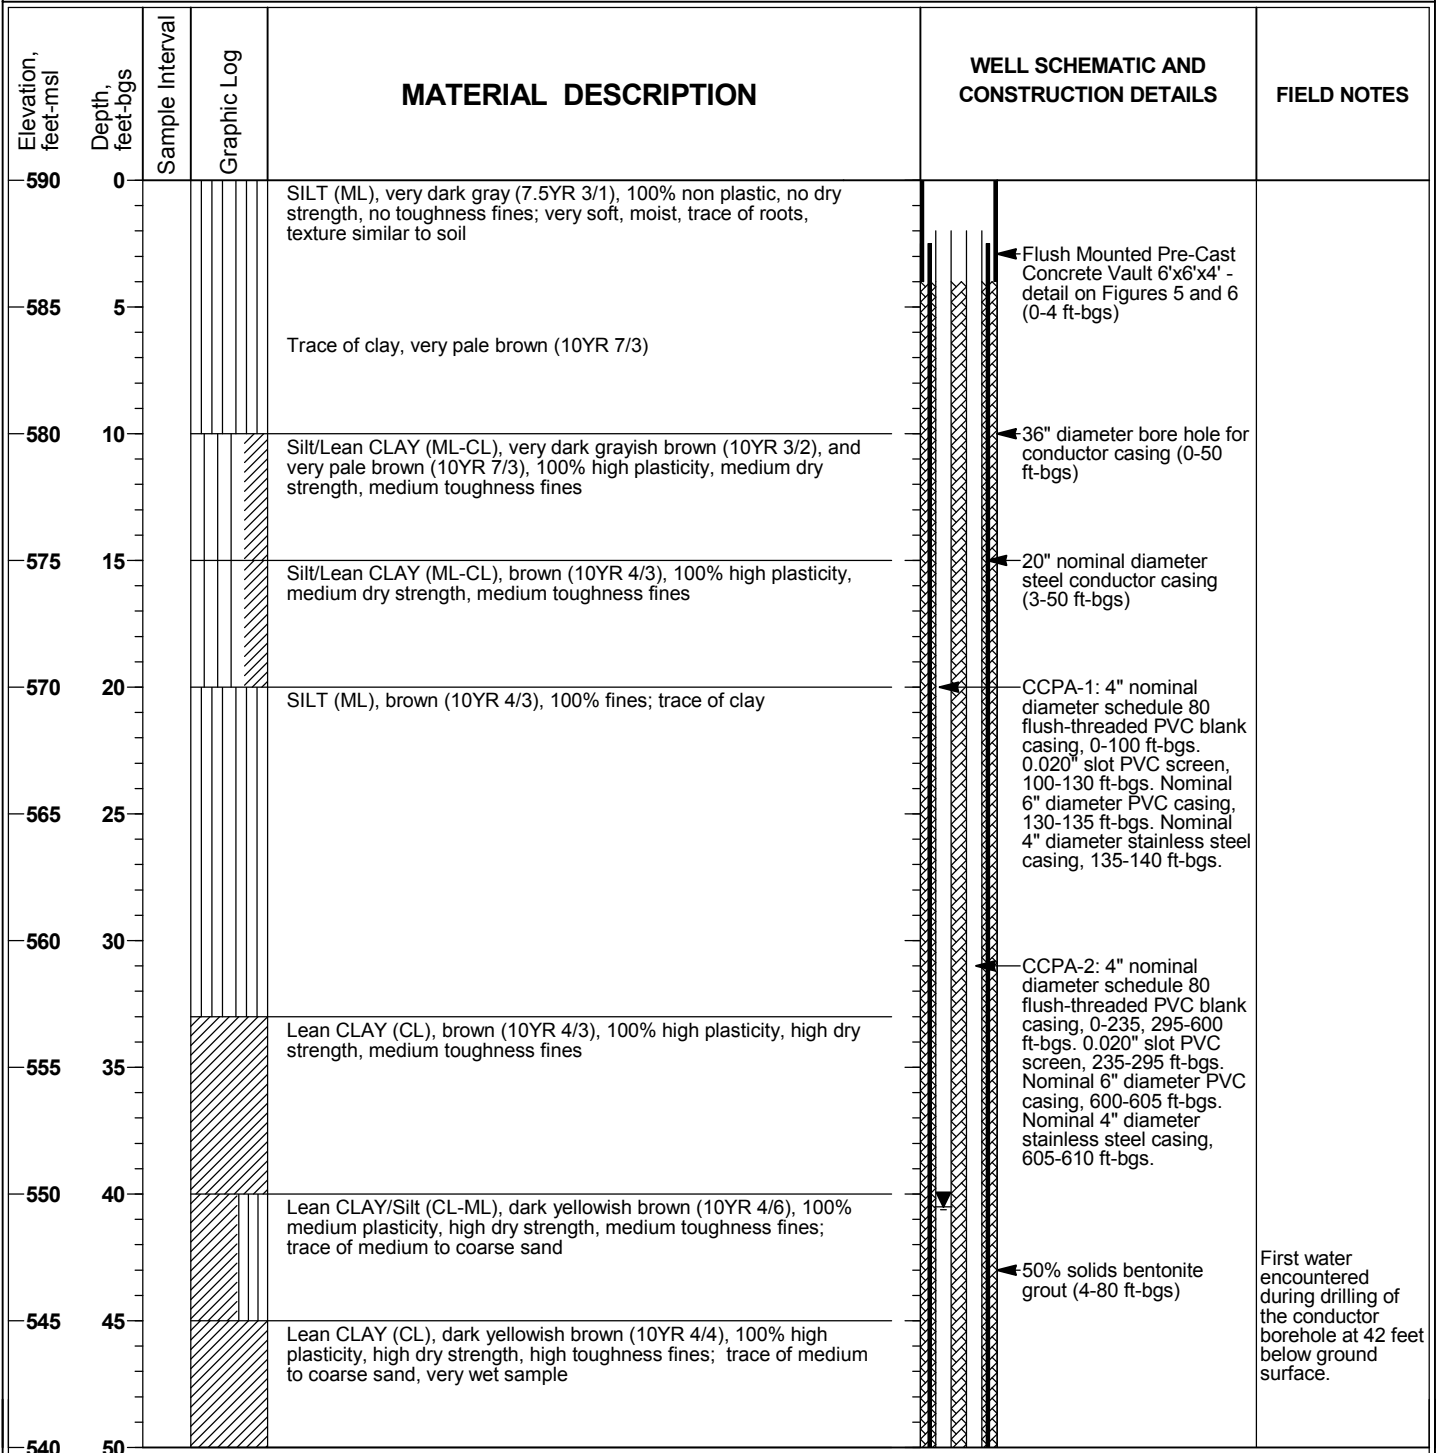 Elevation,
feet-msl
Depth,
feet-bgs
Sample Interval
Graphic Log
MATERIAL DESCRIPTION
WELL SCHEMATIC AND
CONSTRUCTION DETAILS
FIELD NOTES
590 0
SILT (ML), very dark gray (7.5YR 3/1), 100% non plastic, no dry
strength, no toughness fines; very soft, moist, trace of roots,
texture similar to soil
Flush Mounted Pre-Cast
Concrete Vault 6'x6'x4' -
detail on Figures 5 and 6
(0-4 ft-bgs)
585 5
Trace of clay, very pale brown (10YR 7/3)
580 10
Silt/Lean CLAY (ML-CL), very dark grayish brown (10YR 3/2), and
very pale brown (10YR 7/3), 100% high plasticity, medium dry
strength, medium toughness fines
36" diameter bore hole for
conductor casing (0-50
ft-bgs)
575 15
Silt/Lean CLAY (ML-CL), brown (10YR 4/3), 100% high plasticity,
medium dry strength, medium toughness fines
20" nominal diameter
steel conductor casing
(3-50 ft-bgs)
570 20
SILT (ML), brown (10YR 4/3), 100% fines; trace of clay
CCPA-1: 4" nominal
diameter schedule 80
flush-threaded PVC blank
casing, 0-100 ft-bgs.
0.020" slot PVC screen,
100-130 ft-bgs. Nominal
6" diameter PVC casing,
130-135 ft-bgs. Nominal
4" diameter stainless steel
casing, 135-140 ft-bgs.
565 25
560 30
CCPA-2: 4" nominal
diameter schedule 80
flush-threaded PVC blank
casing, 0-235, 295-600
ft-bgs. 0.020" slot PVC
screen, 235-295 ft-bgs.
Nominal 6" diameter PVC
casing, 600-605 ft-bgs.
Nominal 4" diameter
stainless steel casing,
605-610 ft-bgs.
Lean CLAY (CL), brown (10YR 4/3), 100% high plasticity, high dry
strength, medium toughness fines
555 35
550 40
Lean CLAY/Silt (CL-ML), dark yellowish brown (10YR 4/6), 100%
medium plasticity, high dry strength, medium toughness fines;
trace of medium to coarse sand
50% solids bentonite
grout (4-80 ft-bgs)
First water
encountered
during drilling of
the conductor
borehole at 42 feet
below ground
surface.
545 45
Lean CLAY (CL), dark yellowish brown (10YR 4/4), 100% high
plasticity, high dry strength, high toughness fines; trace of medium
to coarse sand, very wet sample
540 50